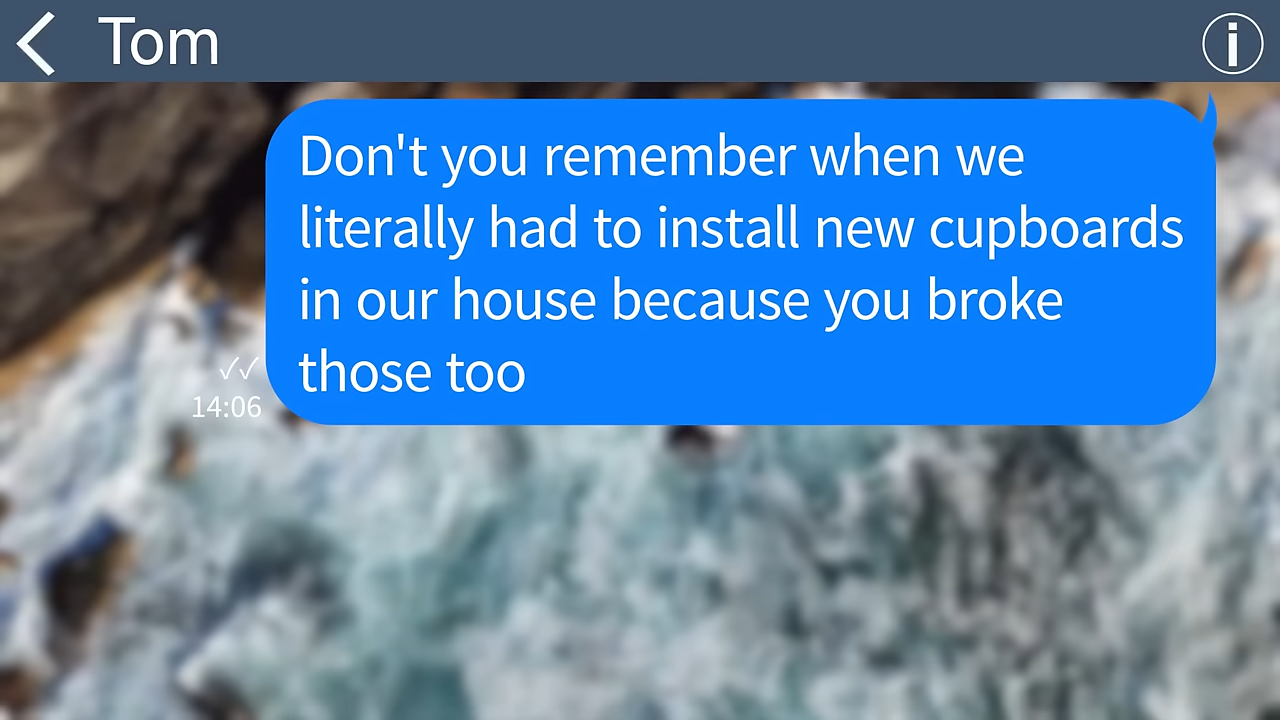 Tom
Don't you remember when we
literally had to install new cupboards
in our house because you broke
those too
14:06